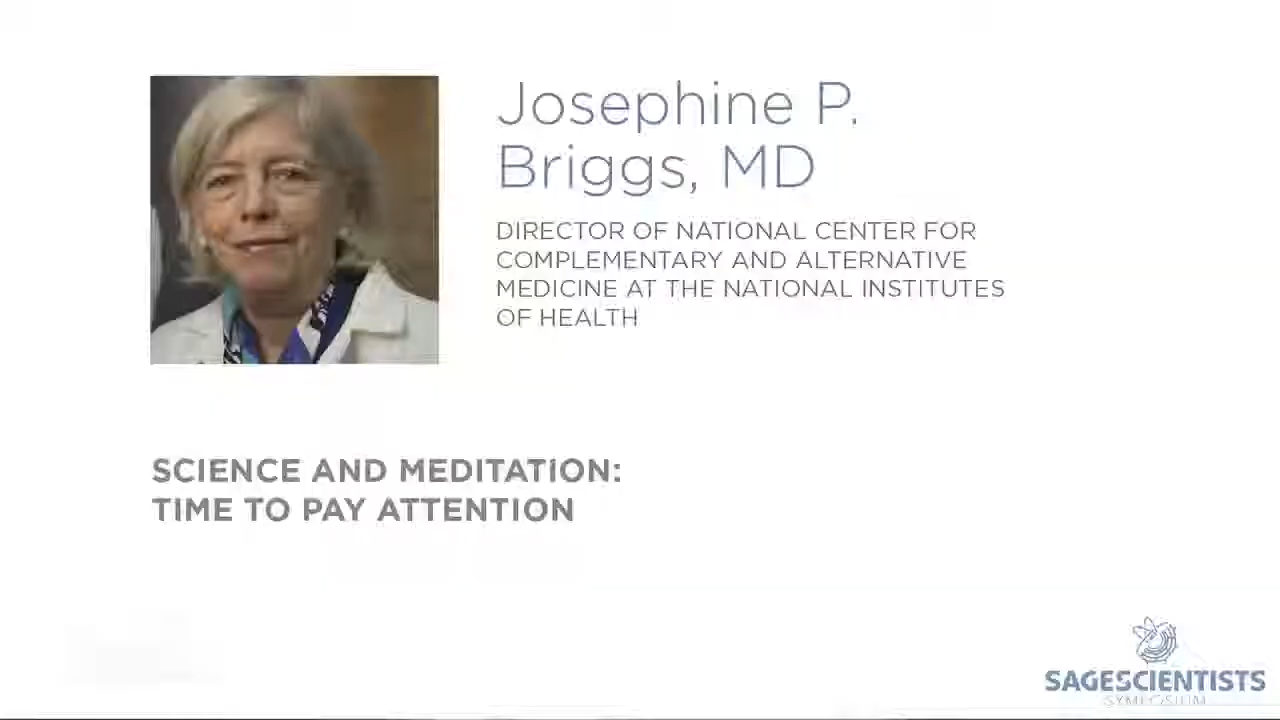 Josephine P.
Briggs, MD
DIRECTOR OF NATIONAL CENTER FOR
COMPLEMENTARY AND ALTERNATIVE
MEDICINE AT THE NATIONAL INSTITUTES
OF HEALTH
SCIENCE AND MEDITATION:
TIME TO PAY ATTENTION
SAGESCIENTISTS
SYMPOSIUM